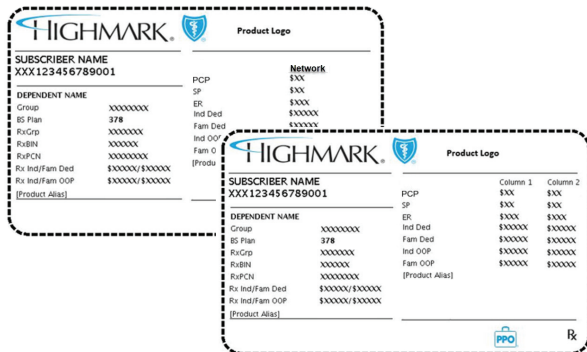 HIGHMARK®
Product Logo
SUBSCRIBER NAME
XXX123456789001
DEPENDENT NAME
Group XXXXXXXX
BS Plan 378
RxGrp XXXXXXX
RxBIN XXXXXX
RxPCN XXXXXXXX
Rx Ind/Fam Ded $XXXXX/$XXXXX
Rx Ind/Fam OOP $XXXXX/$XXXXX
[Product Alias]
Network
PCP $XX
SP $XX
ER $XXX
Ind Ded $XXXXX
Fam Ded $XXXXX
Ind OOP
Fam O
[Produ
HIGHMARK®
Product Logo
SUBSCRIBER NAME
XXX123456789001
DEPENDENT NAME
Group XXXXXXXX
BS Plan 378
RxGrp XXXXXXX
RxBIN XXXXXX
RxPCN XXXXXXXX
Rx Ind/Fam Ded $XXXXX/$XXXXX
Rx Ind/Fam OOP $XXXXX/$XXXXX
[Product Alias]
Column 1 Column 2
PCP $XX $XX
SP $XX $XX
ER $XXX $XXX
Ind Ded $XXXXX $XXXXX
Fam Ded $XXXXX $XXXXX
Ind OOP $XXXXX $XXXXX
Fam OOP $XXXXX $XXXXX
[Product Alias]
PPO ℞